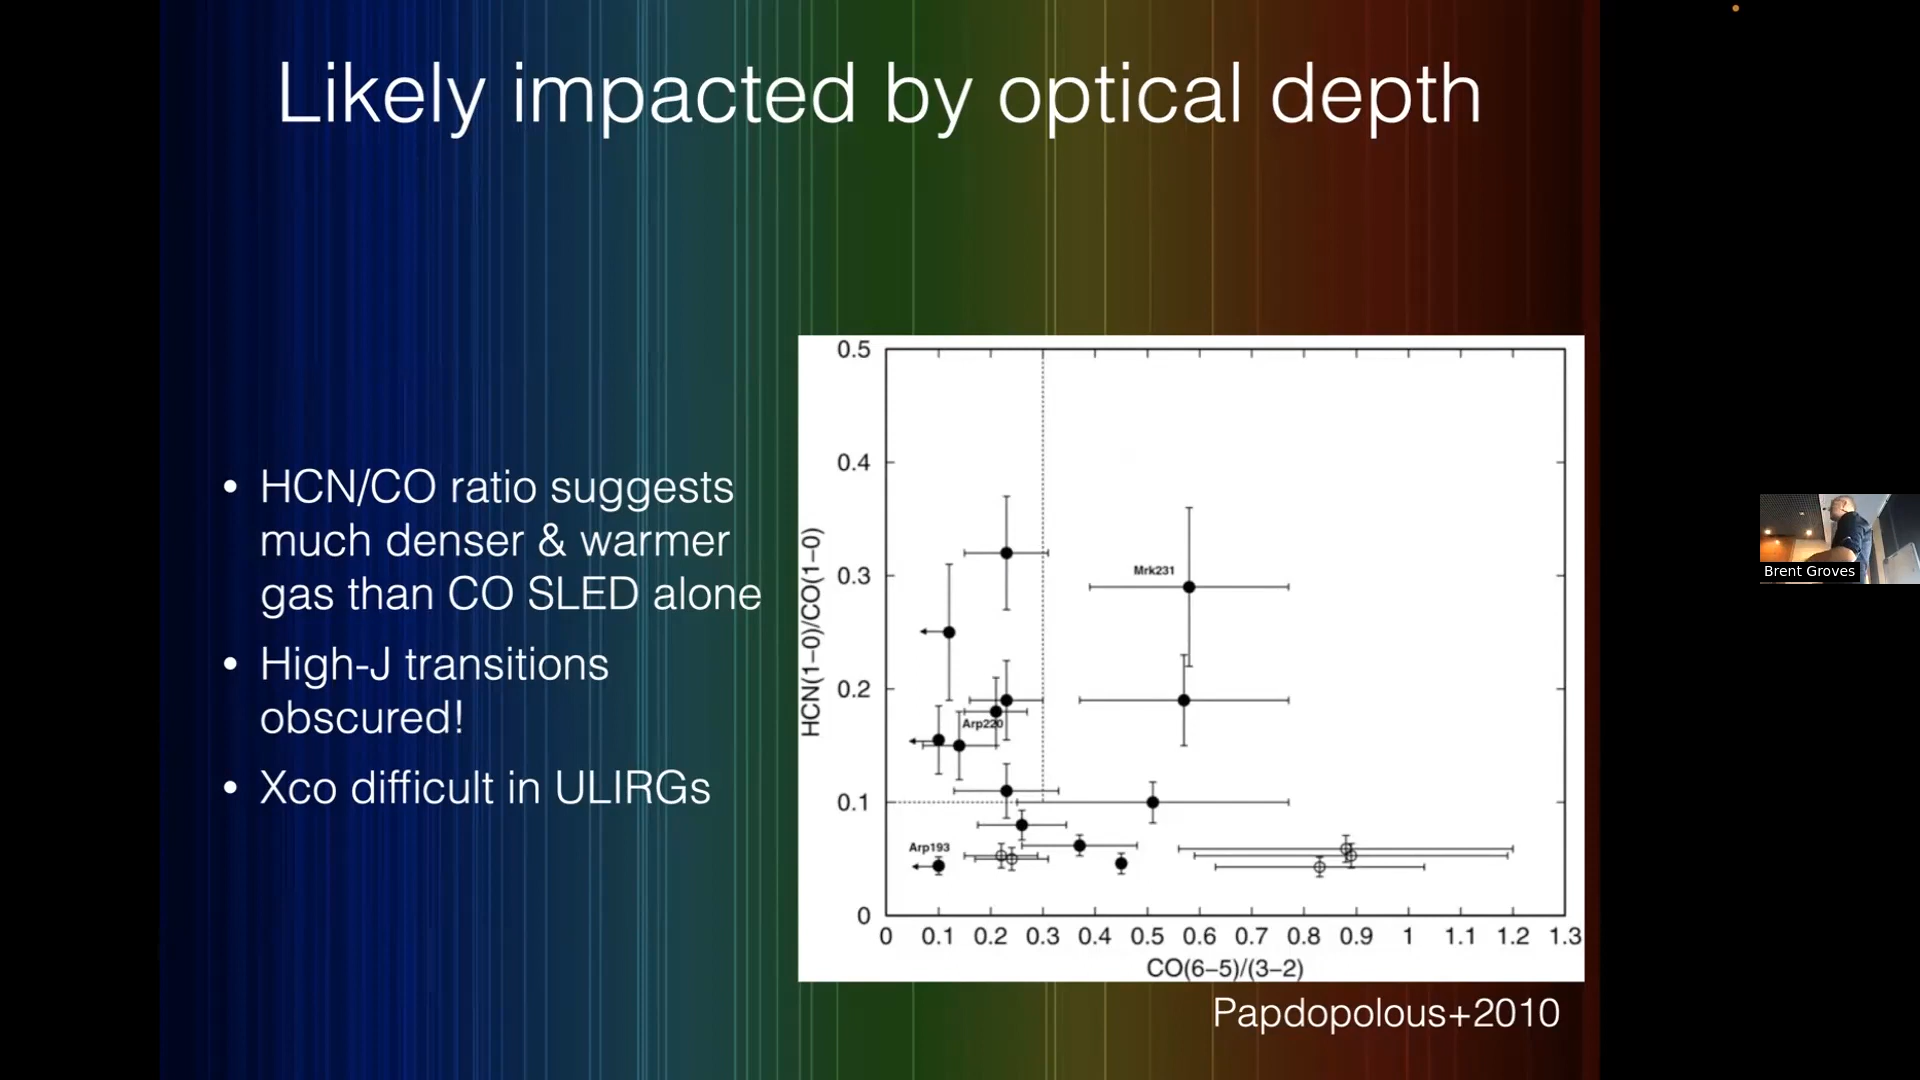 Likely impacted by optical depth
• HCN/CO ratio suggests
much denser & warmer
gas than CO SLED alone
• High-J transitions
obscured!
• Xco difficult in ULIRGs
HCN(1−0)/CO(1−0)
0.5
0.4
0.3
0.2
0.1
0
Mrk231
Arp220
Arp193
0 0.1 0.2 0.3 0.4 0.5 0.6 0.7 0.8 0.9 1 1.1 1.2 1.3
CO(6−5)/(3−2)
Papdopolous+2010
Brent Groves